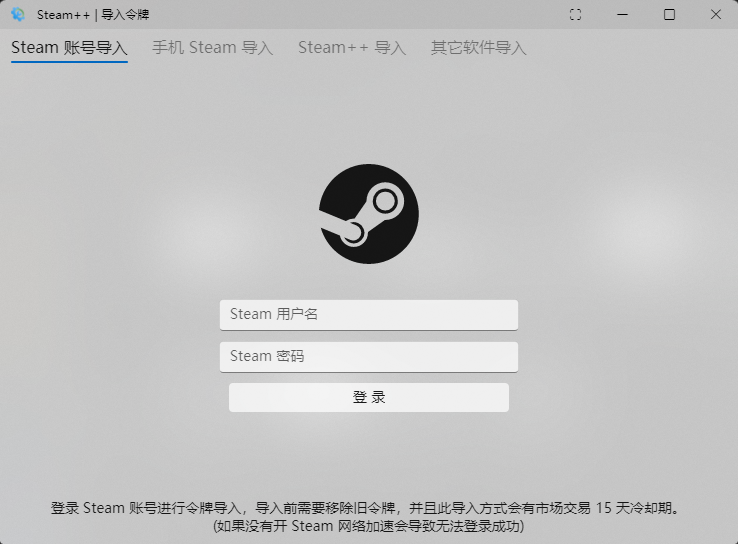 Steam++ | 导入令牌
Steam 账号导入 手机 Steam 导入 Steam++ 导入 其它软件导入
Steam 用户名
Steam 密码
登 录
登录 Steam 账号进行令牌导入，导入前需要移除旧令牌，并且此导入方式会有市场交易 15 天冷却期。
(如果没有开 Steam 网络加速会导致无法登录成功)